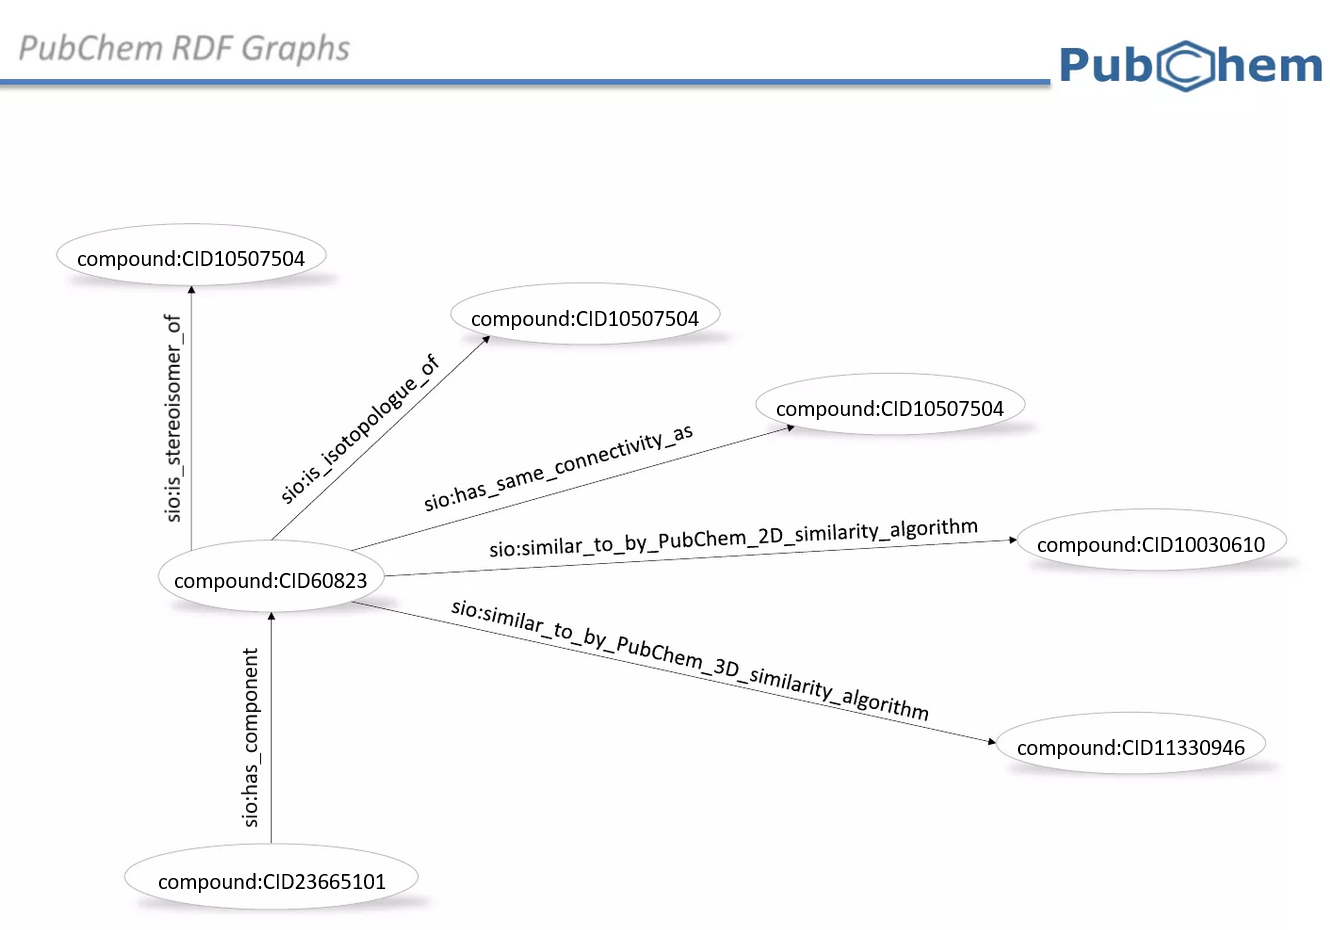 PubChem RDF Graphs
PubChem
compound:CID10507504
compound:CID10507504
compound:CID10507504
sio:is_stereoisomer_of
sio:is_isotopologue_of
sio:has_same_connectivity_as
sio:similar_to_by_PubChem_2D_similarity_algorithm
compound:CID10030610
compound:CID60823
sio:similar_to_by_PubChem_3D_similarity_algorithm
compound:CID11330946
sio:has_component
compound:CID23665101